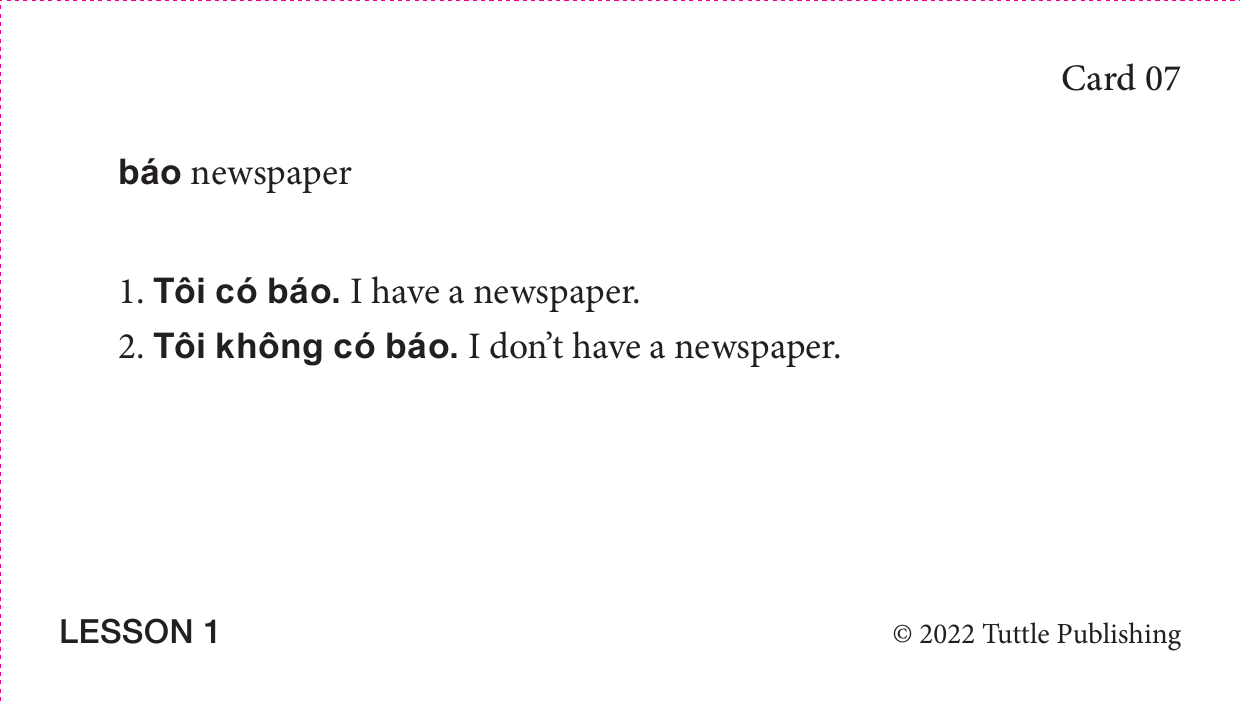 Card 07
báo newspaper
1. Tôi có báo. I have a newspaper.
2. Tôi không có báo. I don’t have a newspaper.
LESSON 1
© 2022 Tuttle Publishing